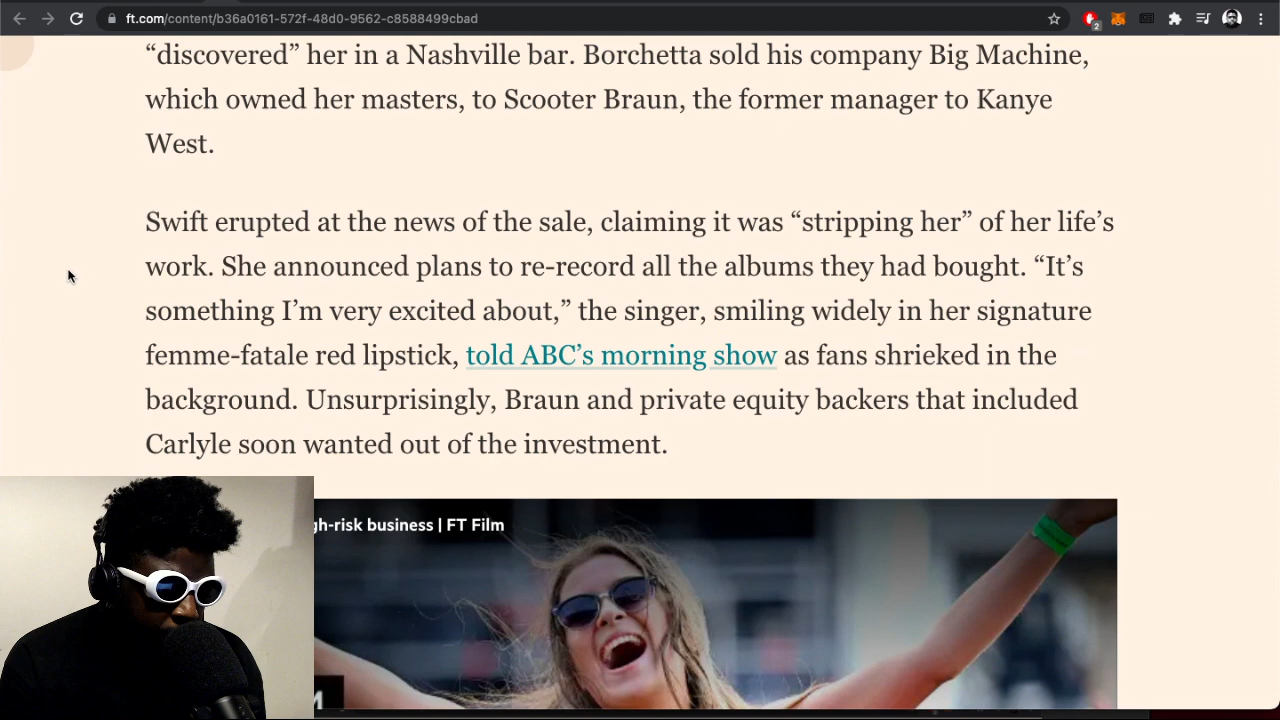 ft.com/content/b36a0161-572f-48d0-9562-c8588499cbad
2
“discovered” her in a Nashville bar. Borchetta sold his company Big Machine,
which owned her masters, to Scooter Braun, the former manager to Kanye
West.
Swift erupted at the news of the sale, claiming it was “stripping her” of her life’s
work. She announced plans to re-record all the albums they had bought. “It’s
something I’m very excited about,” the singer, smiling widely in her signature
femme-fatale red lipstick, told ABC’s morning show as fans shrieked in the
background. Unsurprisingly, Braun and private equity backers that included
Carlyle soon wanted out of the investment.
gh-risk business | FT Film